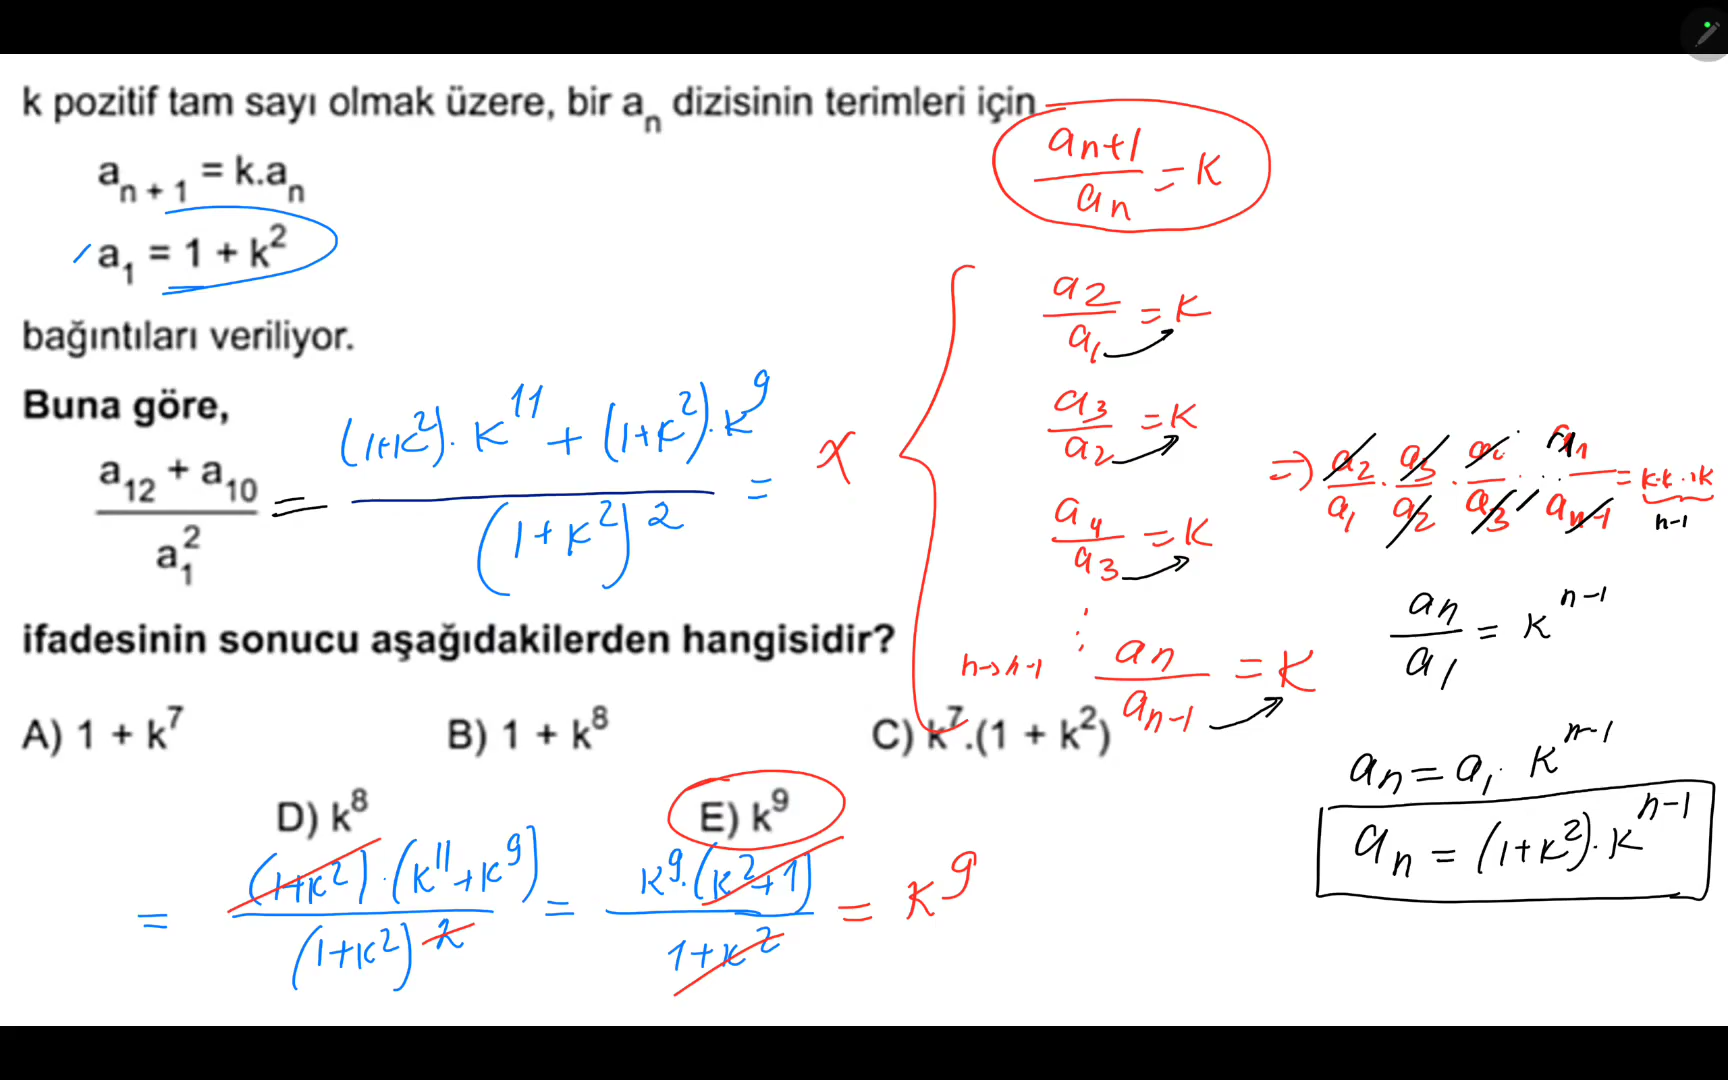 k pozitif tam sayı olmak üzere, bir aₙ dizisinin terimleri için
aₙ₊₁ = k.aₙ
a₁ = 1 + k²
bağıntıları veriliyor.
Buna göre,
(a₁₂ + a₁₀) / a₁² = ((1+k²).k¹¹ + (1+k²).k⁹) / (1+k²)² =
ifadesinin sonucu aşağıdakilerden hangisidir?
A) 1 + k⁷ B) 1 + k⁸ C) k⁷.(1 + k²)
D) k⁸ E) k⁹
= (1+k²).(k¹¹+k⁹) / (1+k²)² = k⁹.(k²+1) / 1+k² = k⁹
aₙ₊₁ / aₙ = k
x
a₂ / a₁ = k
a₃ / a₂ = k
a₄ / a₃ = k
⋮
n→n-1 aₙ / aₙ₋₁ = k
=) a₂/a₁ . a₃/a₂ . a₄/a₃ ... aₙ/aₙ₋₁ = k.k..k
n-1
aₙ / a₁ = kⁿ⁻¹
aₙ = a₁. kⁿ⁻¹
aₙ = (1+k²).kⁿ⁻¹